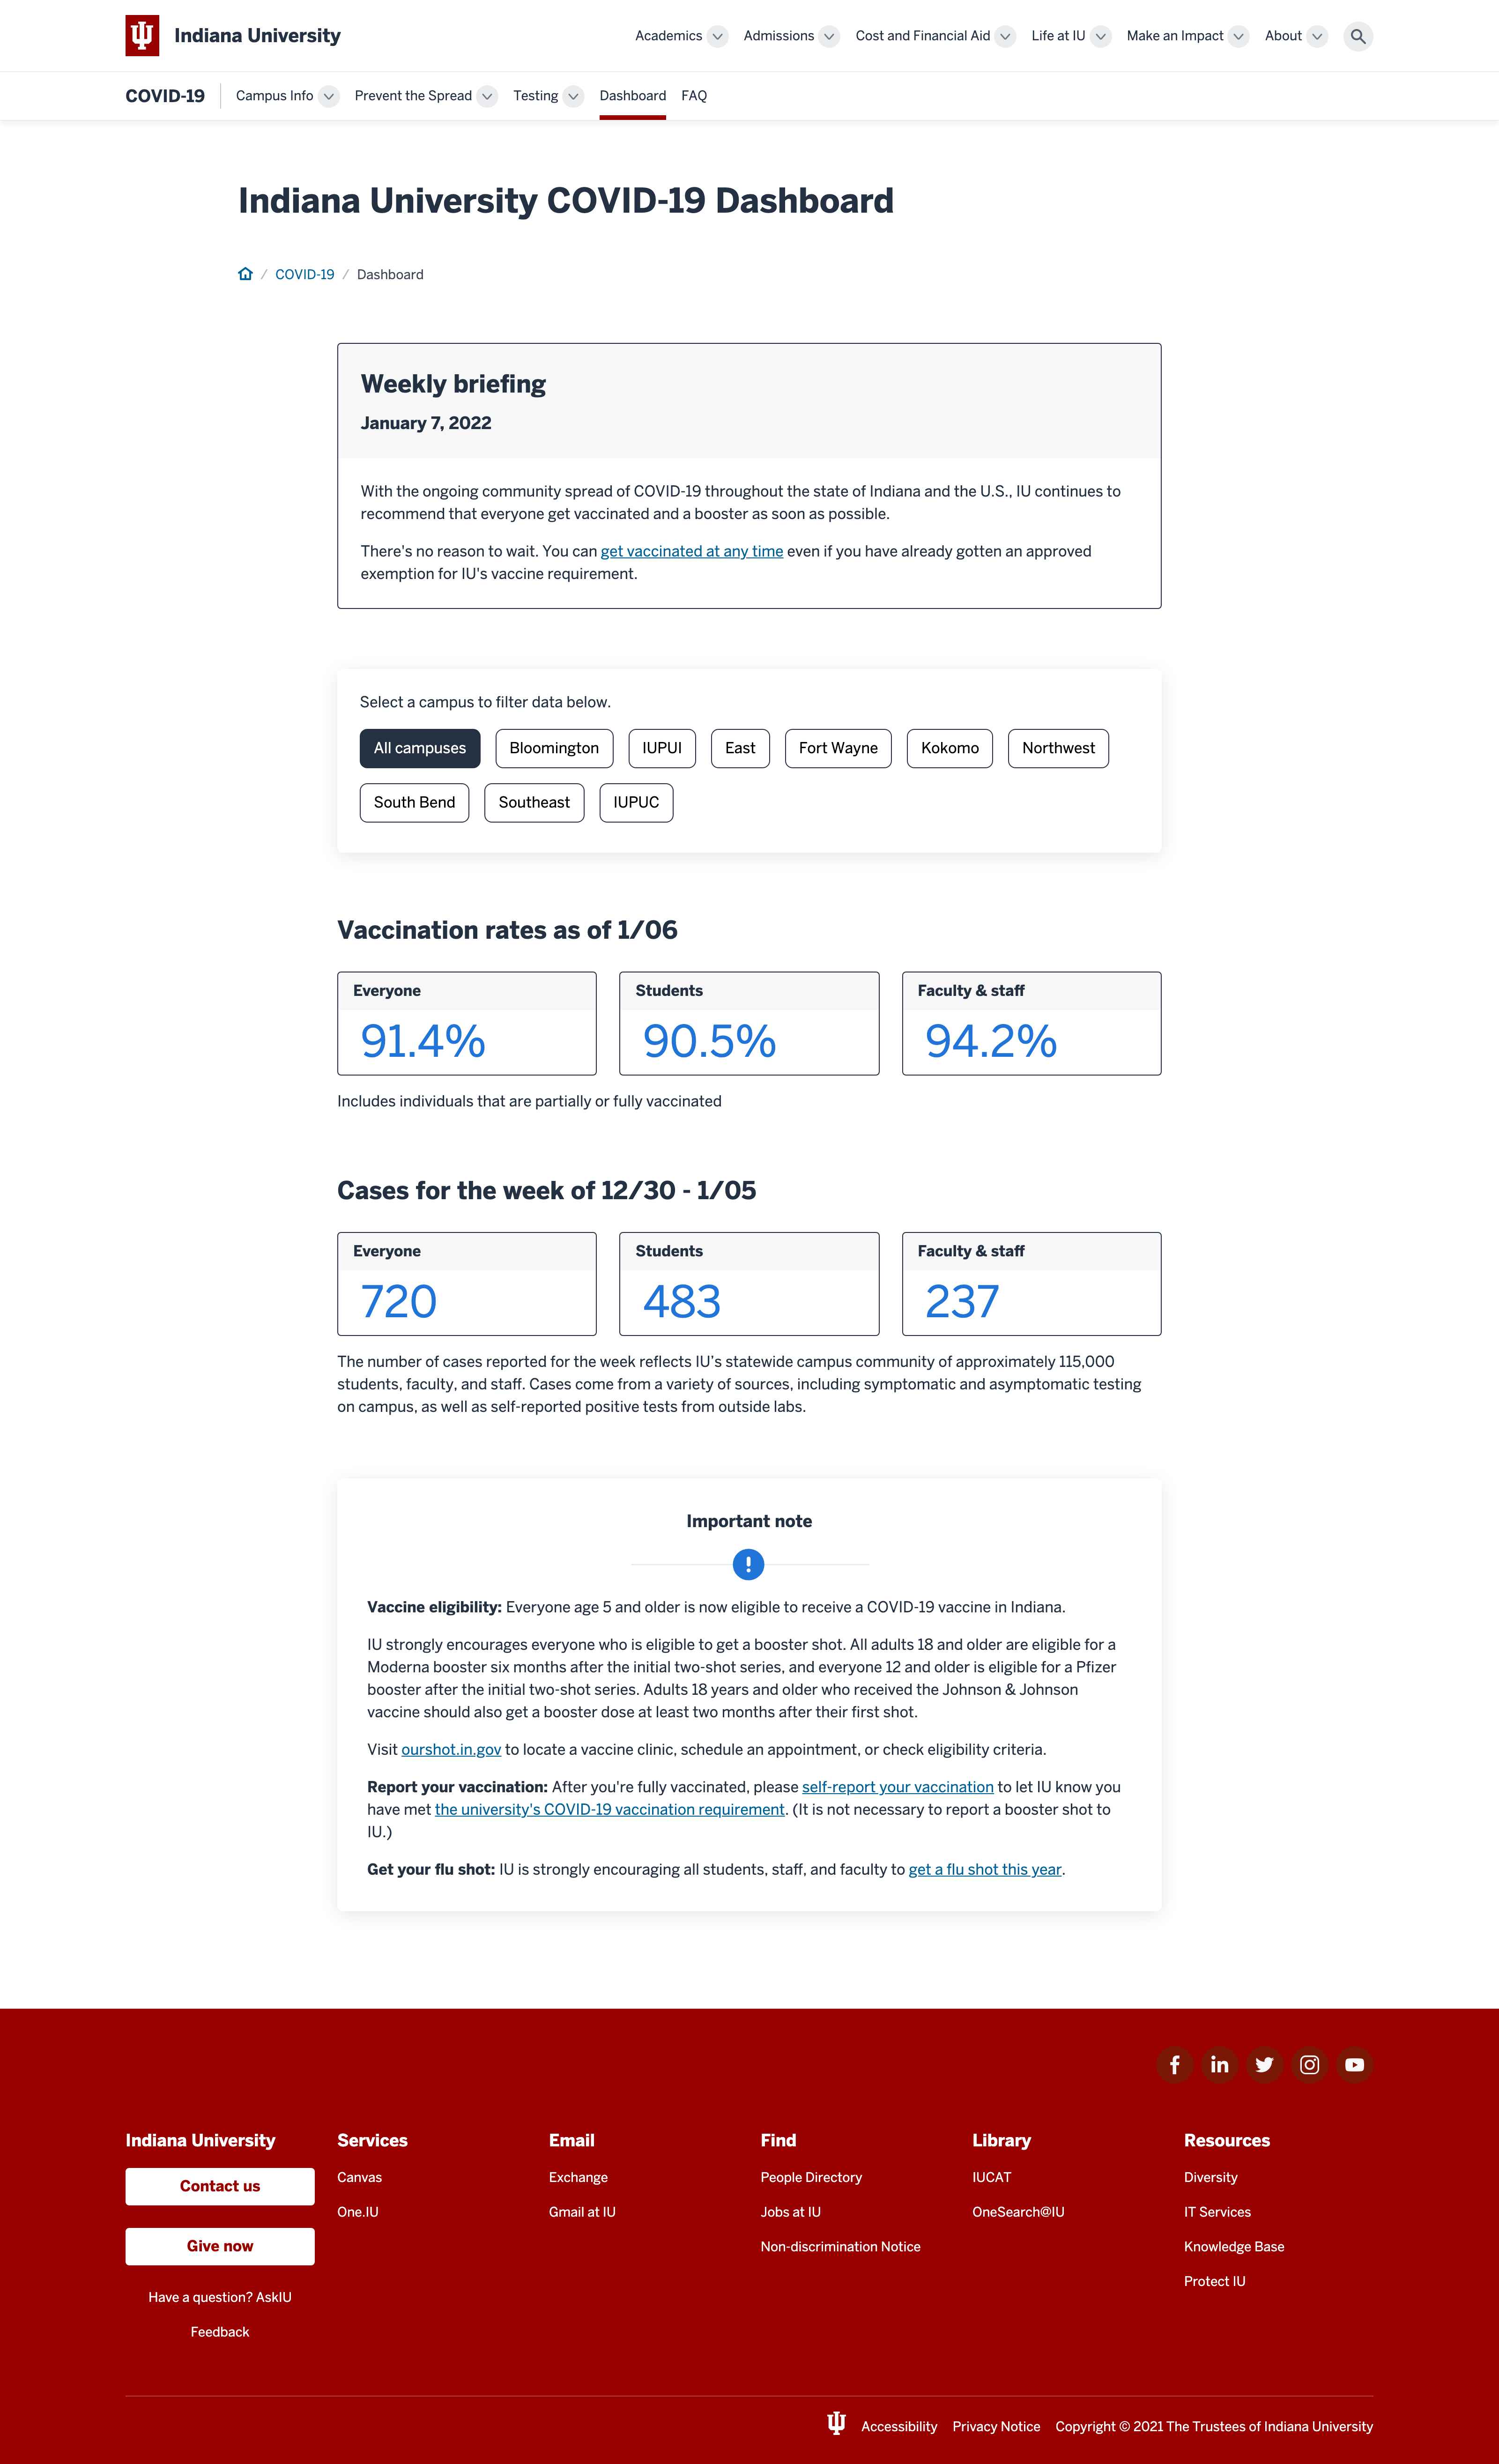 Indiana University
Academics
Admissions
Cost and Financial Aid
Life at IU
Make an Impact
About
COVID-19
Campus Info
Prevent the Spread
Testing
Dashboard
FAQ
Indiana University COVID-19 Dashboard
/ COVID-19 / Dashboard
Weekly briefing
January 7, 2022
With the ongoing community spread of COVID-19 throughout the state of Indiana and the U.S., IU continues to
recommend that everyone get vaccinated and a booster as soon as possible.
There's no reason to wait. You can get vaccinated at any time even if you have already gotten an approved
exemption for IU's vaccine requirement.
Select a campus to filter data below.
All campuses
Bloomington
IUPUI
East
Fort Wayne
Kokomo
Northwest
South Bend
Southeast
IUPUC
Vaccination rates as of 1/06
Everyone
91.4%
Students
90.5%
Faculty & staff
94.2%
Includes individuals that are partially or fully vaccinated
Cases for the week of 12/30 - 1/05
Everyone
720
Students
483
Faculty & staff
237
The number of cases reported for the week reflects IU's statewide campus community of approximately 115,000
students, faculty, and staff. Cases come from a variety of sources, including symptomatic and asymptomatic testing
on campus, as well as self-reported positive tests from outside labs.
Important note
Vaccine eligibility: Everyone age 5 and older is now eligible to receive a COVID-19 vaccine in Indiana.
IU strongly encourages everyone who is eligible to get a booster shot. All adults 18 and older are eligible for a
Moderna booster six months after the initial two-shot series, and everyone 12 and older is eligible for a Pfizer
booster after the initial two-shot series. Adults 18 years and older who received the Johnson & Johnson
vaccine should also get a booster dose at least two months after their first shot.
Visit ourshot.in.gov to locate a vaccine clinic, schedule an appointment, or check eligibility criteria.
Report your vaccination: After you're fully vaccinated, please self-report your vaccination to let IU know you
have met the university's COVID-19 vaccination requirement. (It is not necessary to report a booster shot to
IU.)
Get your flu shot: IU is strongly encouraging all students, staff, and faculty to get a flu shot this year.
Indiana University
Contact us
Give now
Have a question? AskIU
Feedback
Services
Canvas
One.IU
Email
Exchange
Gmail at IU
Find
People Directory
Jobs at IU
Non-discrimination Notice
Library
IUCAT
OneSearch@IU
Resources
Diversity
IT Services
Knowledge Base
Protect IU
Accessibility
Privacy Notice
Copyright © 2021 The Trustees of Indiana University